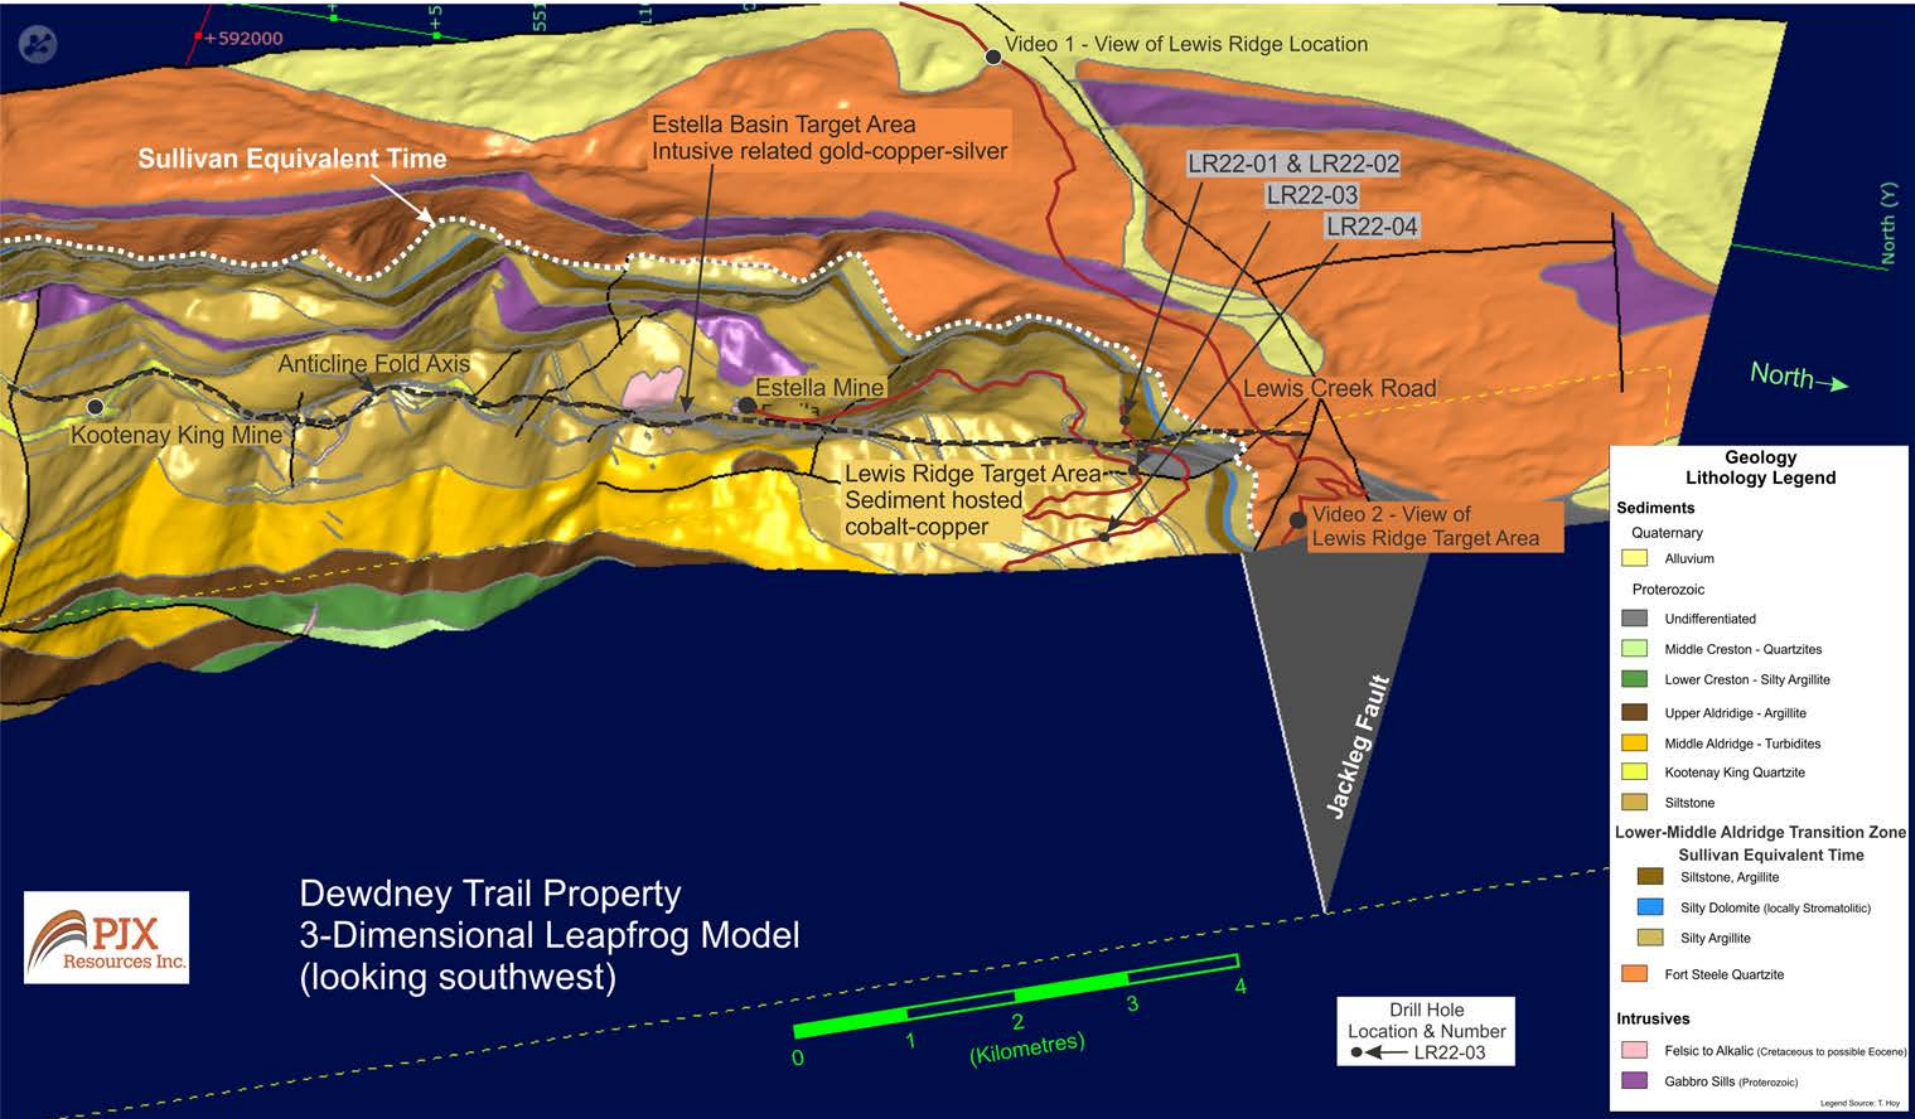 +592000
+5
551
Video 1 - View of Lewis Ridge Location
Estella Basin Target Area
Intusive related gold-copper-silver
Sullivan Equivalent Time
LR22-01 & LR22-02
LR22-03
LR22-04
North (Y)
North
Anticline Fold Axis
Estella Mine
Lewis Creek Road
Kootenay King Mine
Lewis Ridge Target Area
Sediment hosted
cobalt-copper
Video 2 - View of
Lewis Ridge Target Area
Jackleg Fault
Geology
Lithology Legend
Sediments
Quaternary
Alluvium
Proterozoic
Undifferentiated
Middle Creston - Quartzites
Lower Creston - Silty Argillite
Upper Aldridige - Argillite
Middle Aldridge - Turbidites
Kootenay King Quartzite
Siltstone
Lower-Middle Aldridge Transition Zone
Sullivan Equivalent Time
Siltstone, Argillite
Silty Dolomite (locally Stromatolitic)
Silty Argillite
Fort Steele Quartzite
Intrusives
Felsic to Alkalic (Cretaceous to possible Eocene)
Gabbro Sills (Proterozoic)
Legend Source: T. Hoy
PJX
Resources Inc.
Dewdney Trail Property
3-Dimensional Leapfrog Model
(looking southwest)
0 1 2 3 4
(Kilometres)
Drill Hole
Location & Number
LR22-03